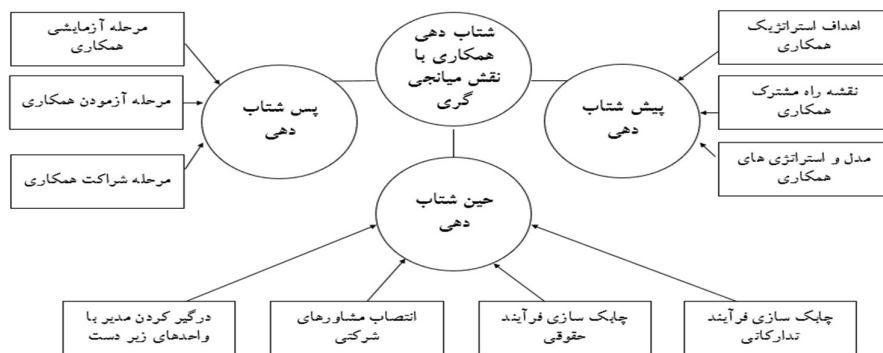 شتاب دهی
همکاری با
نقش میانجی
گری
اهداف استراتژیک
همکاری
نقشه راه مشترک
همکاری
مدل و استراتژی های
همکاری
پیش شتاب
دهی
مرحله آزمایشی
همکاری
مرحله آزمودن همکاری
مرحله شراکت همکاری
پس شتاب
دهی
حین شتاب
دهی
چابک سازی فرآیند
تدارکاتی
چابک سازی فرآیند
حقوقی
انتصاب مشاورهای
شرکتی
درگیر کردن مدیر با
واحدهای زیر دست